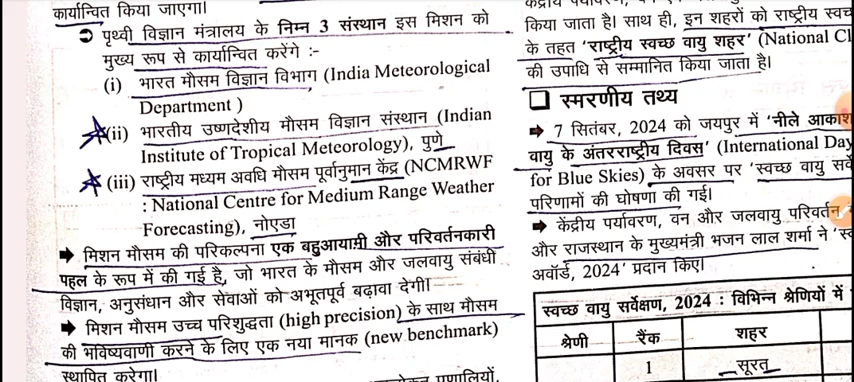 कार्यान्वित किया जाएगा।
➲ पृथ्वी विज्ञान मंत्रालय के निम्न 3 संस्थान इस मिशन को
मुख्य रूप से कार्यान्वित करेंगे :-
(i) भारत मौसम विज्ञान विभाग (India Meteorological
Department )
(ii) भारतीय उष्णदेशीय मौसम विज्ञान संस्थान (Indian
Institute of Tropical Meteorology), पुणे
(iii) राष्ट्रीय मध्यम अवधि मौसम पूर्वानुमान केंद्र (NCMRWF
: National Centre for Medium Range Weather
Forecasting), नोएडा
➡ मिशन मौसम की परिकल्पना एक बहुआयामी और परिवर्तनकारी
पहल के रूप में की गई है, जो भारत के मौसम और जलवायु संबंधी
विज्ञान, अनुसंधान और सेवाओं को अभूतपूर्व बढ़ावा देगी।
➡ मिशन मौसम उच्च परिशुद्धता (high precision) के साथ मौसम
की भविष्यवाणी करने के लिए एक नया मानक (new benchmark)
स्थापित करेगा।
प्रणालियों,
किया जाता है। साथ ही, इन शहरों को राष्ट्रीय स्वच
के तहत 'राष्ट्रीय स्वच्छ वायु शहर' (National Cl
की उपाधि से सम्मानित किया जाता है।
❑ स्मरणीय तथ्य
➡ 7 सितंबर, 2024 को जयपुर में 'नीले आकाश
वायु के अंतरराष्ट्रीय दिवस' (International Day
for Blue Skies) के अवसर पर 'स्वच्छ वायु सर्वे
परिणामों की घोषणा की गई।
➡ केंद्रीय पर्यावरण, वन और जलवायु परिवर्तन
और राजस्थान के मुख्यमंत्री भजन लाल शर्मा ने 'स्व
अवॉर्ड, 2024' प्रदान किए।
स्वच्छ वायु सर्वेक्षण, 2024 : विभिन्न श्रेणियों में
श्रेणी रैंक शहर
1 सूरत